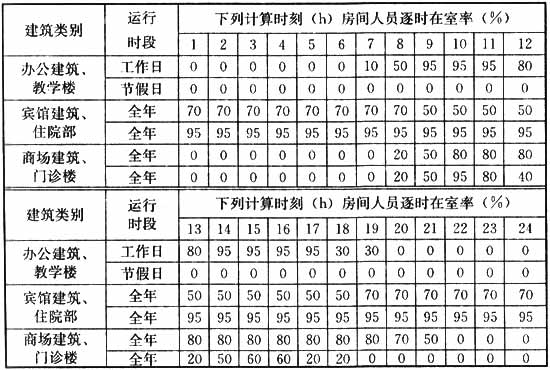 建筑类别 运行时段 下列计算时刻（h）房间人员逐时在室率（%）
1 2 3 4 5 6 7 8 9 10 11 12
办公建筑、教学楼 工作日 0 0 0 0 0 0 10 50 95 95 95 80
节假日 0 0 0 0 0 0 0 0 0 0 0 0
宾馆建筑、住院部 全年 70 70 70 70 70 70 70 70 50 50 50 50
全年 95 95 95 95 95 95 95 95 95 95 95 95
商场建筑、门诊楼 全年 0 0 0 0 0 0 0 20 50 80 80 80
全年 0 0 0 0 0 0 0 20 50 95 80 40
建筑类别 运行时段 下列计算时刻（h）房间人员逐时在室率（%）
13 14 15 16 17 18 19 20 21 22 23 24
办公建筑、教学楼 工作日 80 95 95 95 95 30 30 0 0 0 0 0
节假日 0 0 0 0 0 0 0 0 0 0 0 0
宾馆建筑、住院部 全年 50 50 50 50 50 50 70 70 70 70 70 70
全年 95 95 95 95 95 95 95 95 95 95 95 95
商场建筑、门诊楼 全年 80 80 80 80 80 80 80 70 50 0 0 0
全年 20 50 60 60 20 20 0 0 0 0 0 0